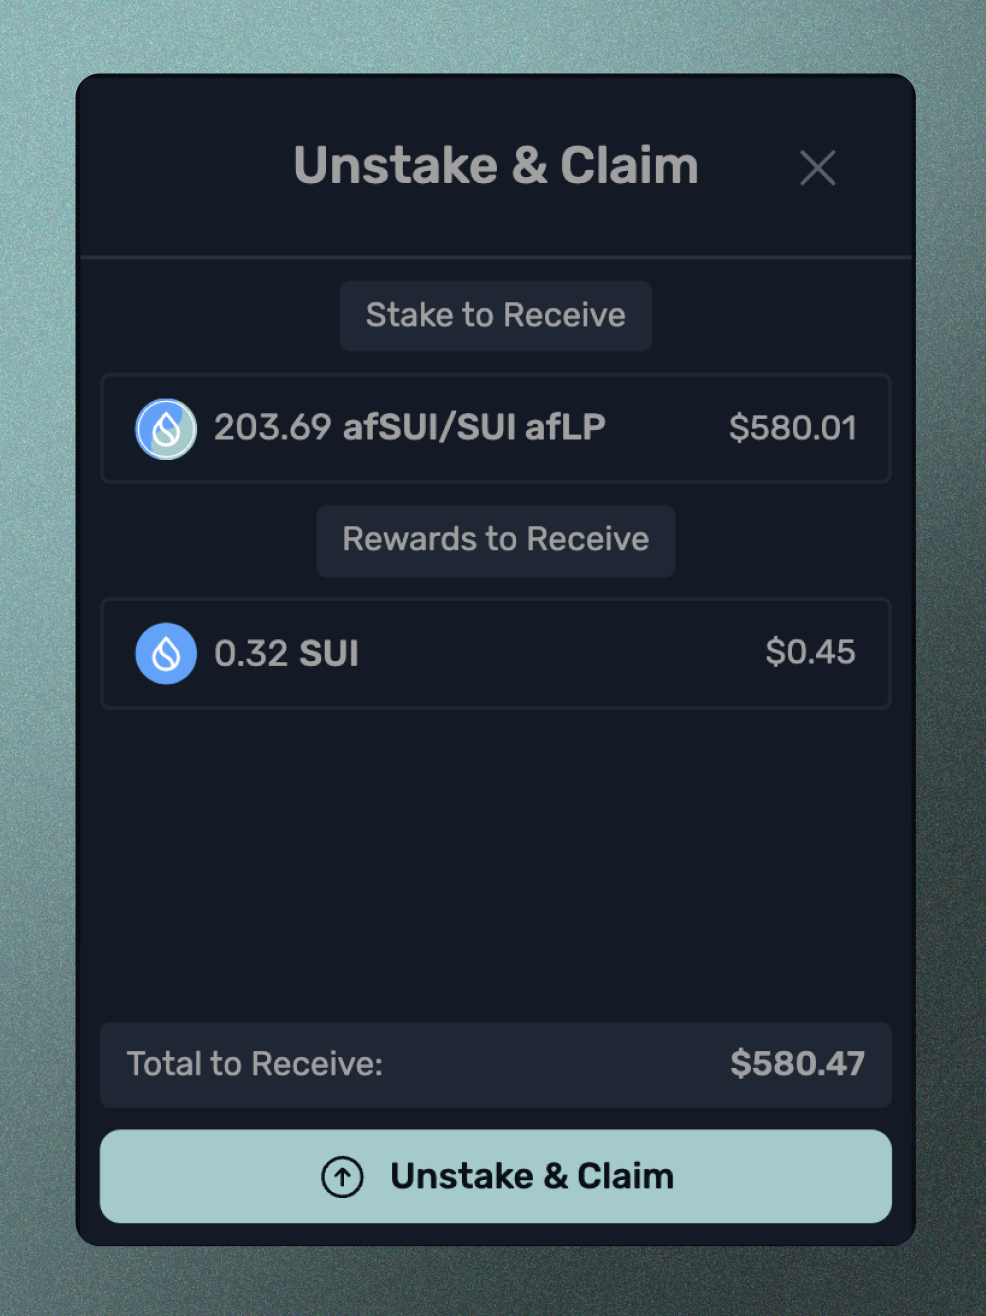 Unstake & Claim
Stake to Receive
203.69 afSUI/SUI afLP $580.01
Rewards to Receive
0.32 SUI $0.45
Total to Receive: $580.47
Unstake & Claim